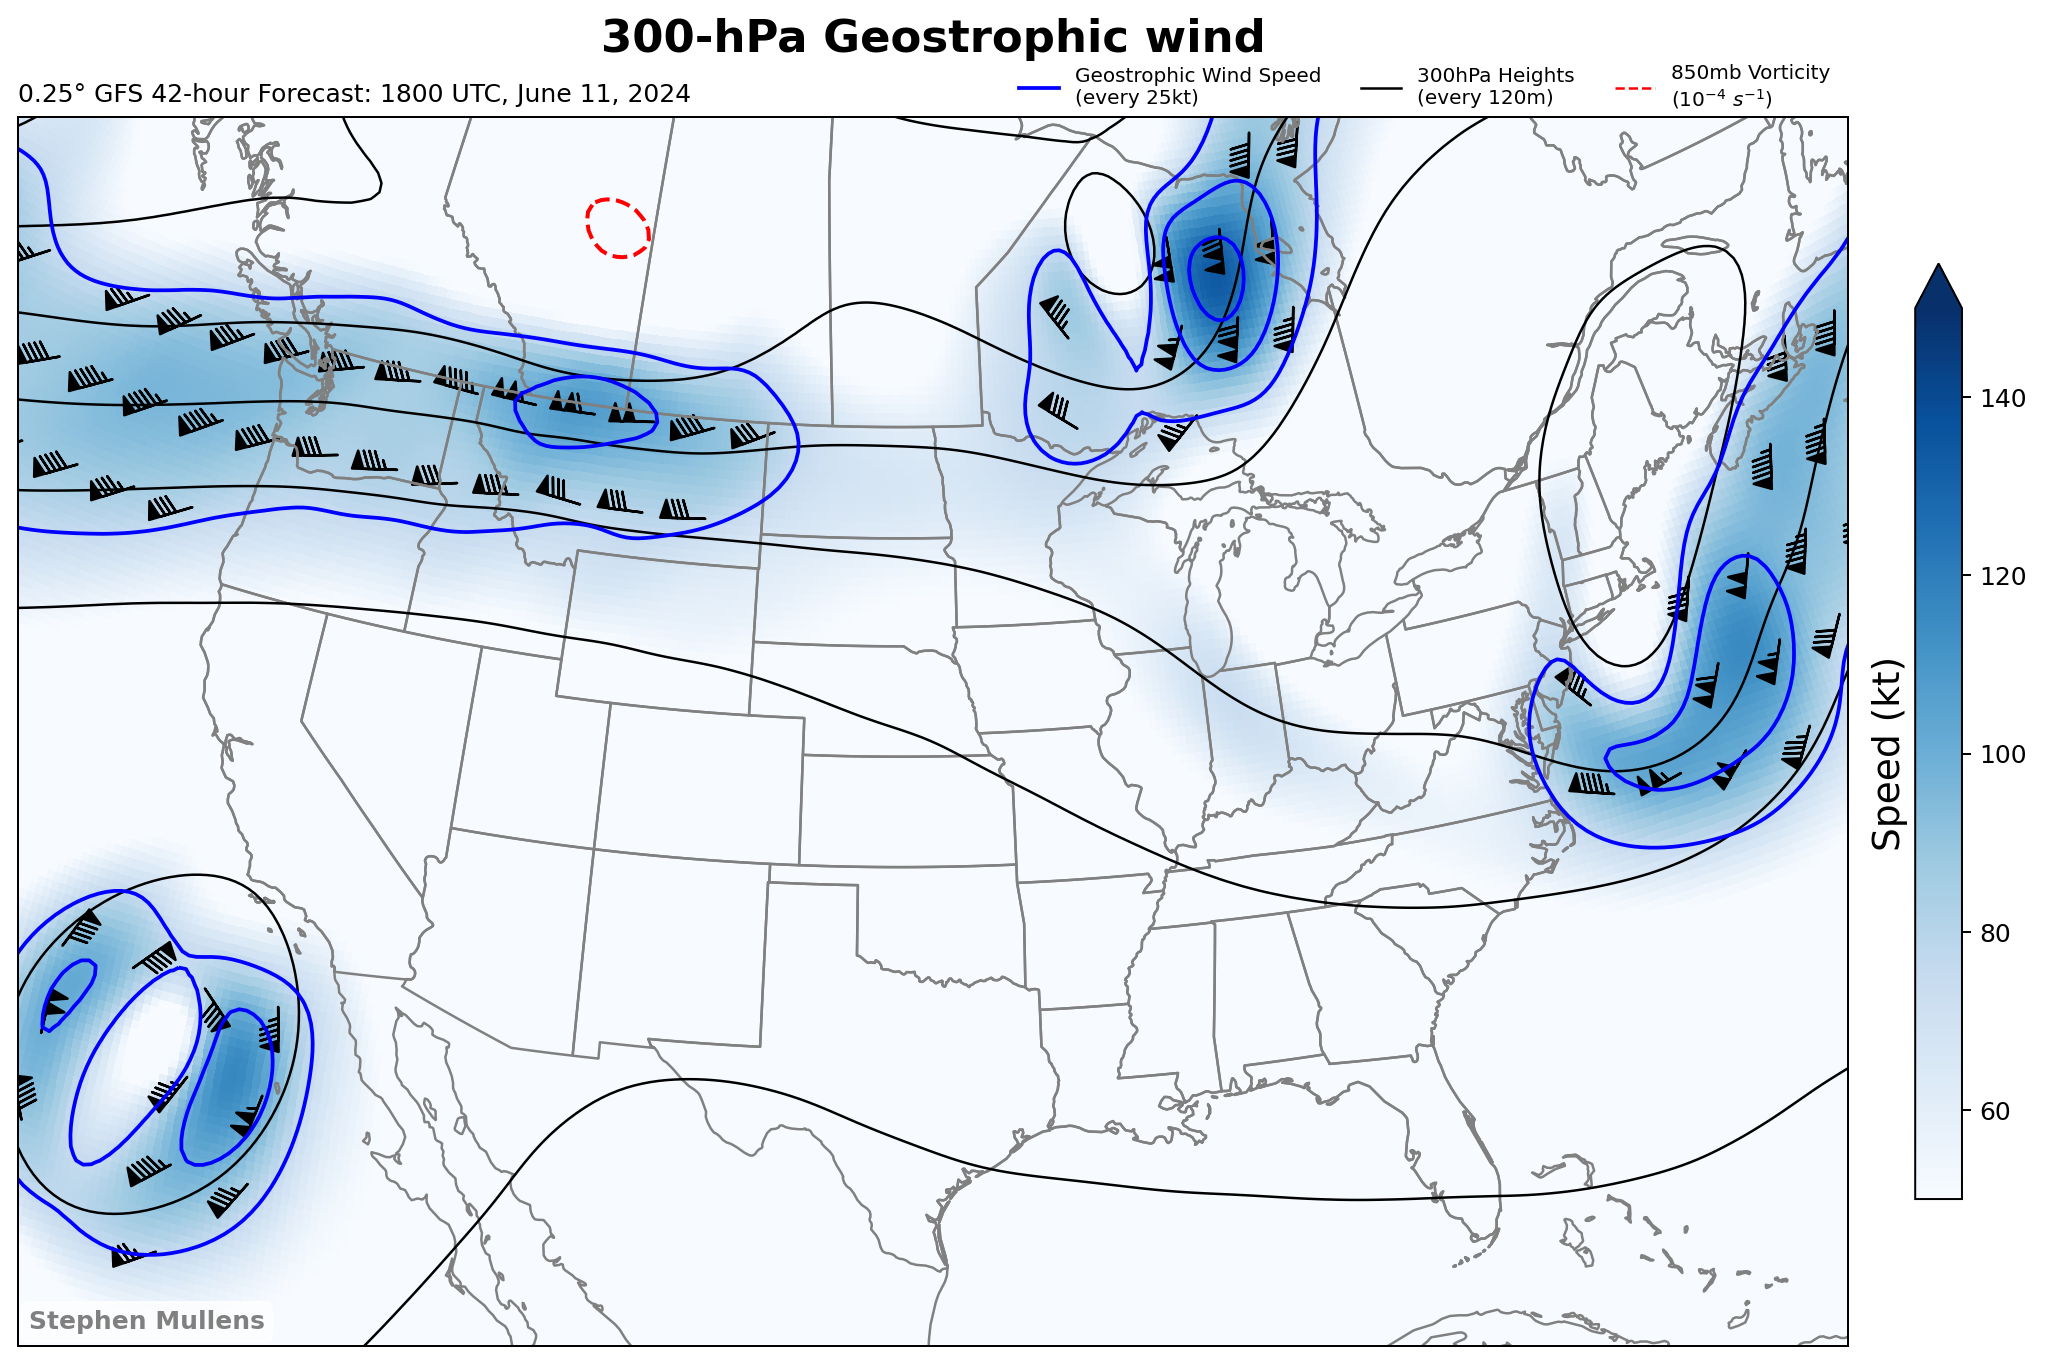 300-hPa Geostrophic wind
0.25° GFS 42-hour Forecast: 1800 UTC, June 11, 2024
Geostrophic Wind Speed
(every 25kt)
300hPa Heights
(every 120m)
850mb Vorticity
(10⁻⁴ s⁻¹)
140
120
100
80
60
Speed (kt)
Stephen Mullens